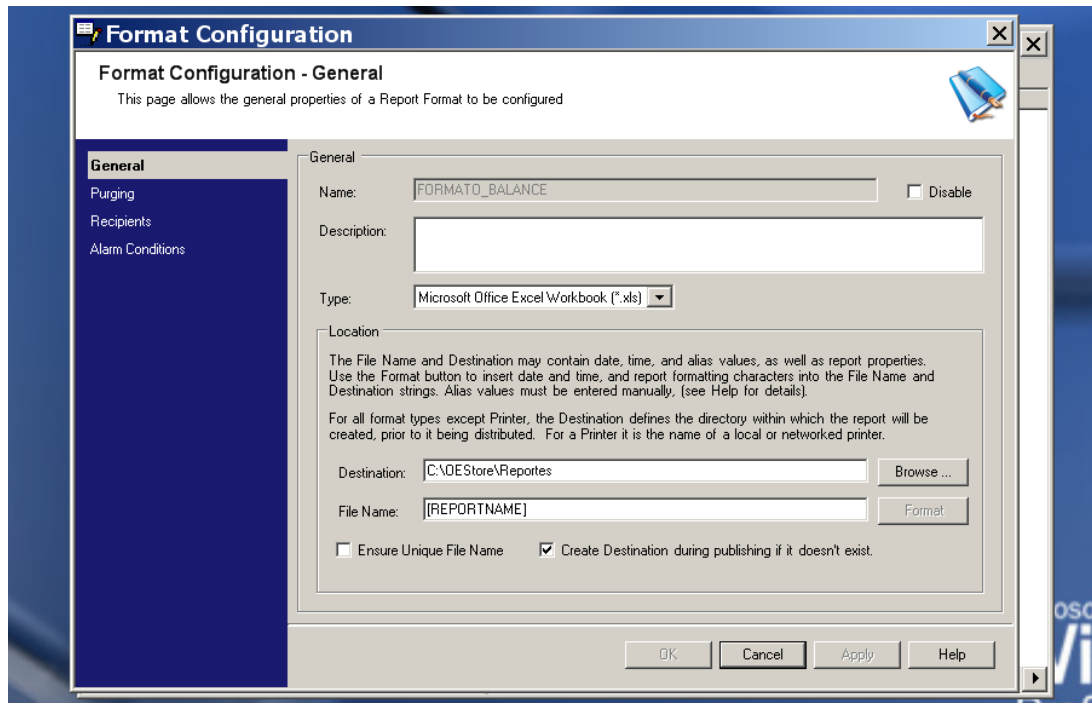 Format Configuration
Format Configuration - General
This page allows the general properties of a Report Format to be configured
General
Purging
Recipients
Alarm Conditions
General
Name:
FORMATO_BALANCE
Disable
Description:
Type:
Microsoft Office Excel Workbook (*.xls)
Location
The File Name and Destination may contain date, time, and alias values, as well as report properties.
Use the Format button to insert date and time, and report formatting characters into the File Name and
Destination strings. Alias values must be entered manually, (see Help for details).
For all format types except Printer, the Destination defines the directory within which the report will be
created, prior to it being distributed. For a Printer it is the name of a local or networked printer.
Destination:
C:\OEStore\Reportes
Browse ...
File Name:
[REPORTNAME]
Format
Ensure Unique File Name
Create Destination during publishing if it doesn't exist.
OK
Cancel
Apply
Help